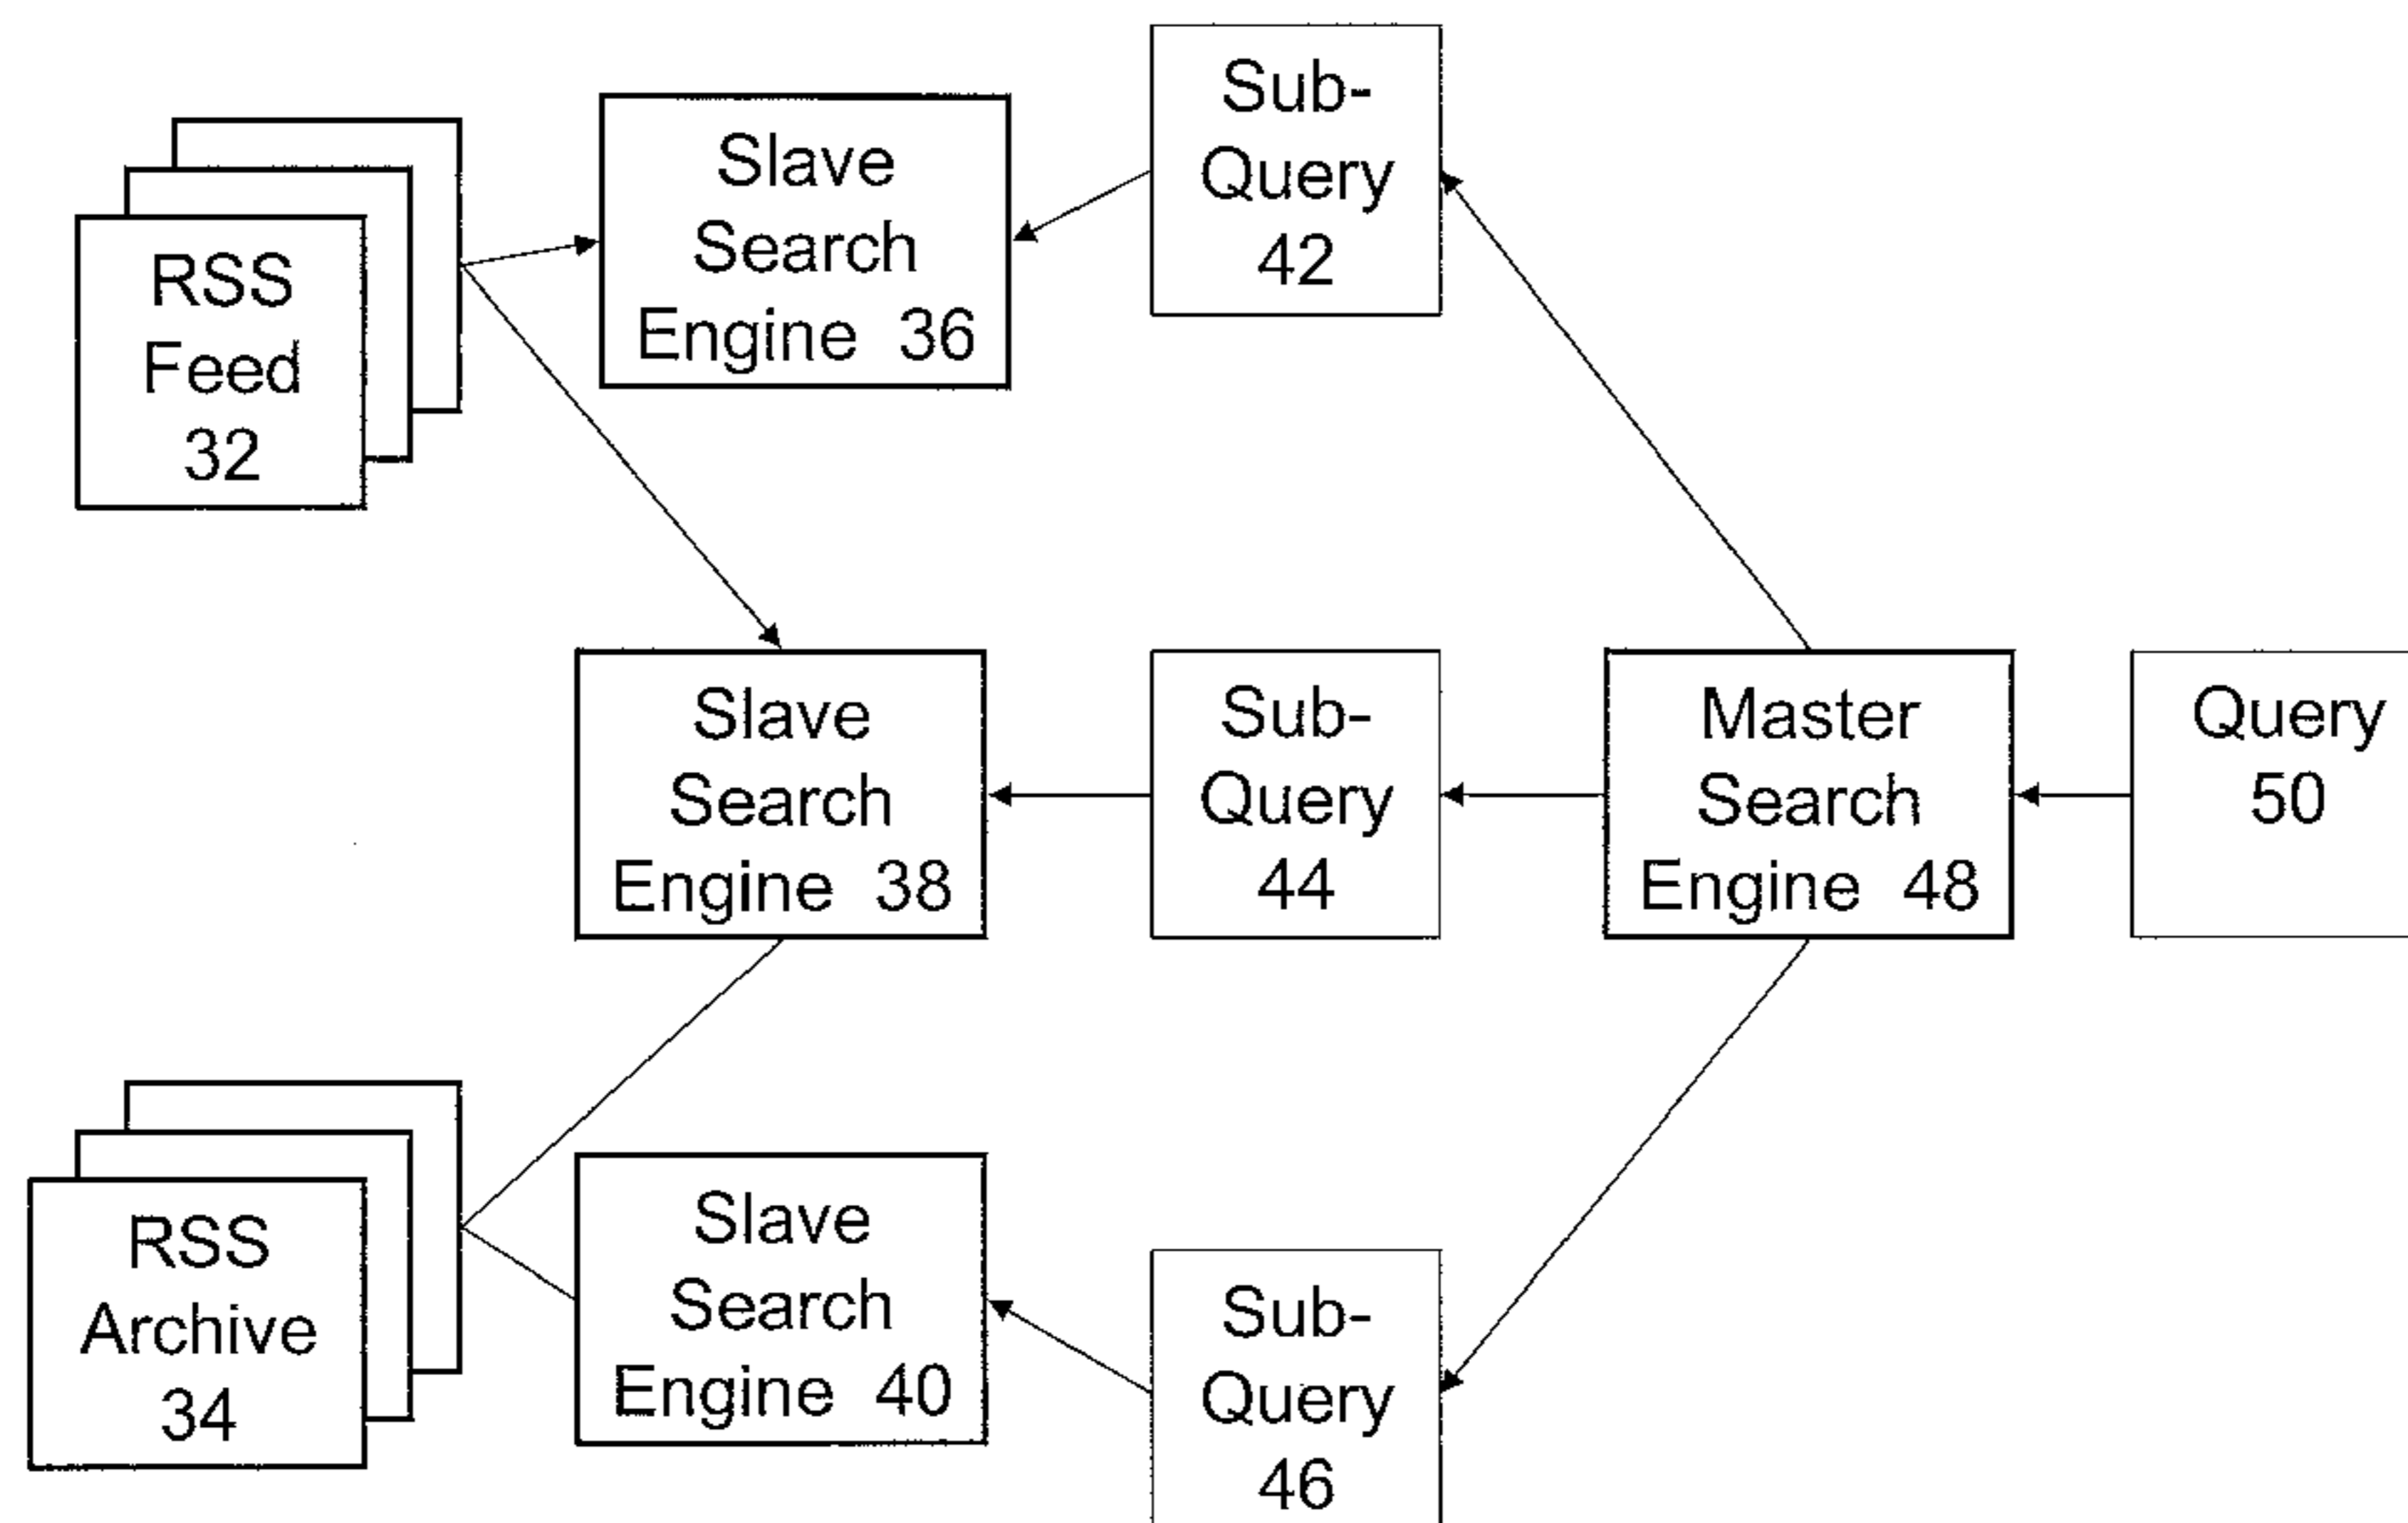 RSS
Feed
32
Slave
Search
Engine 36
Sub-
Query
42
Slave
Search
Engine 38
Sub-
Query
44
Master
Search
Engine 48
Query
50
RSS
Archive
34
Slave
Search
Engine 40
Sub-
Query
46